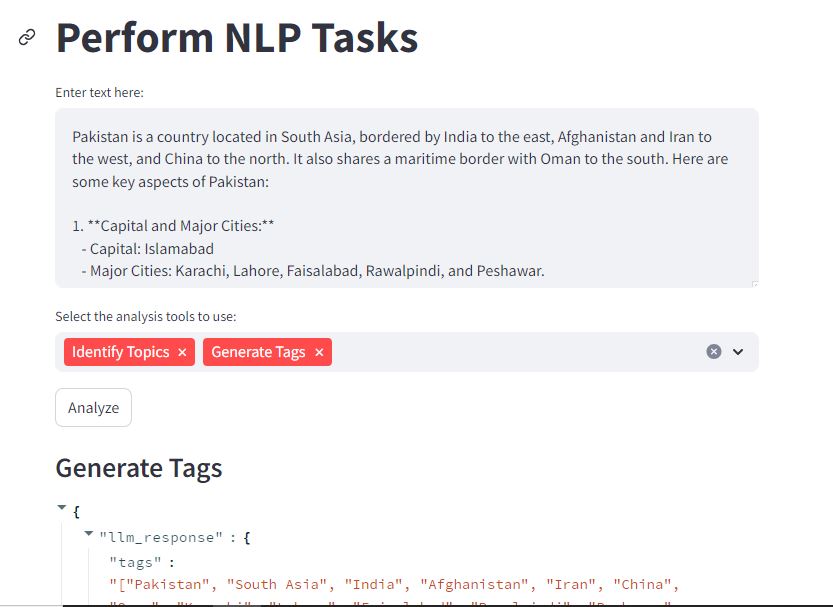 Perform NLP Tasks
Enter text here:
Pakistan is a country located in South Asia, bordered by India to the east, Afghanistan and Iran to
the west, and China to the north. It also shares a maritime border with Oman to the south. Here are
some key aspects of Pakistan:
1. **Capital and Major Cities:**
- Capital: Islamabad
- Major Cities: Karachi, Lahore, Faisalabad, Rawalpindi, and Peshawar.
Select the analysis tools to use:
Identify Topics × Generate Tags ×
Analyze
Generate Tags
{
"llm_response" : {
"tags" :
"["Pakistan", "South Asia", "India", "Afghanistan", "Iran", "China",